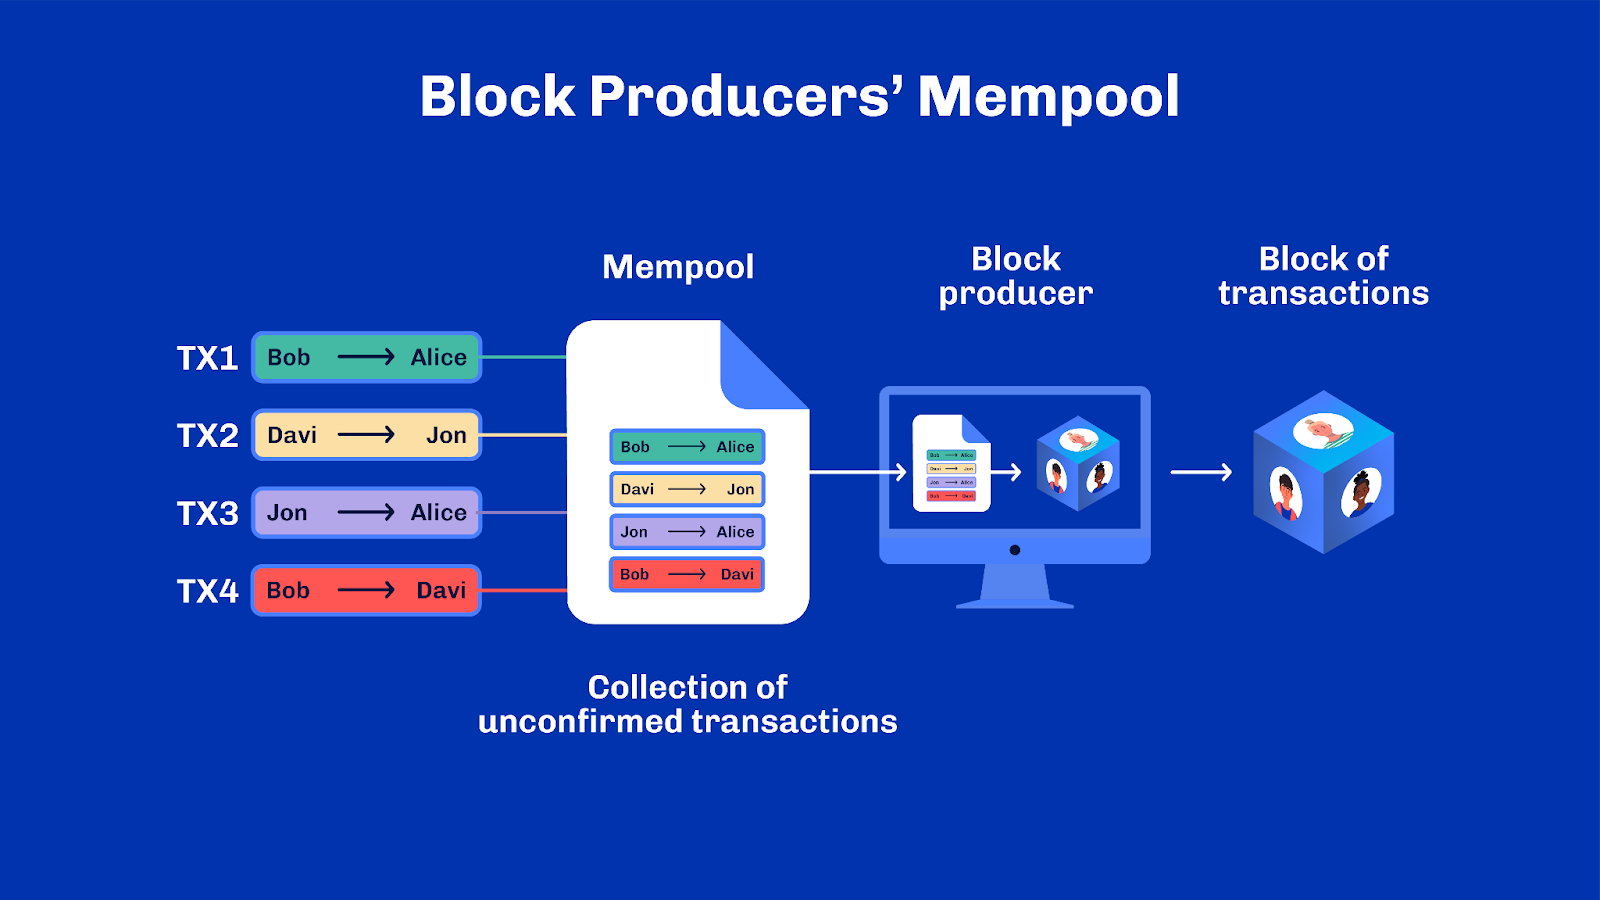 Block Producers’ Mempool
Mempool
Block
producer
Block of
transactions
TX1 Bob → Alice
TX2 Davi → Jon
TX3 Jon → Alice
TX4 Bob → Davi
Bob → Alice
Davi → Jon
Jon → Alice
Bob → Davi
Bob → Alice
Davi → Jon
Jon → Alice
Bob → Davi
Collection of
unconfirmed transactions